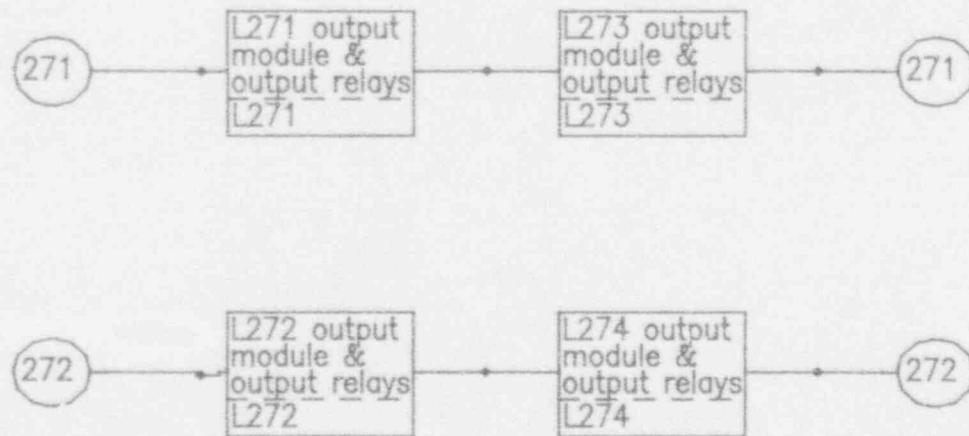 271
L271 output
module &
output relays
L271
L273 output
module &
output relays
L273
271
272
L272 output
module &
output relays
L272
L274 output
module &
output relays
L274
272